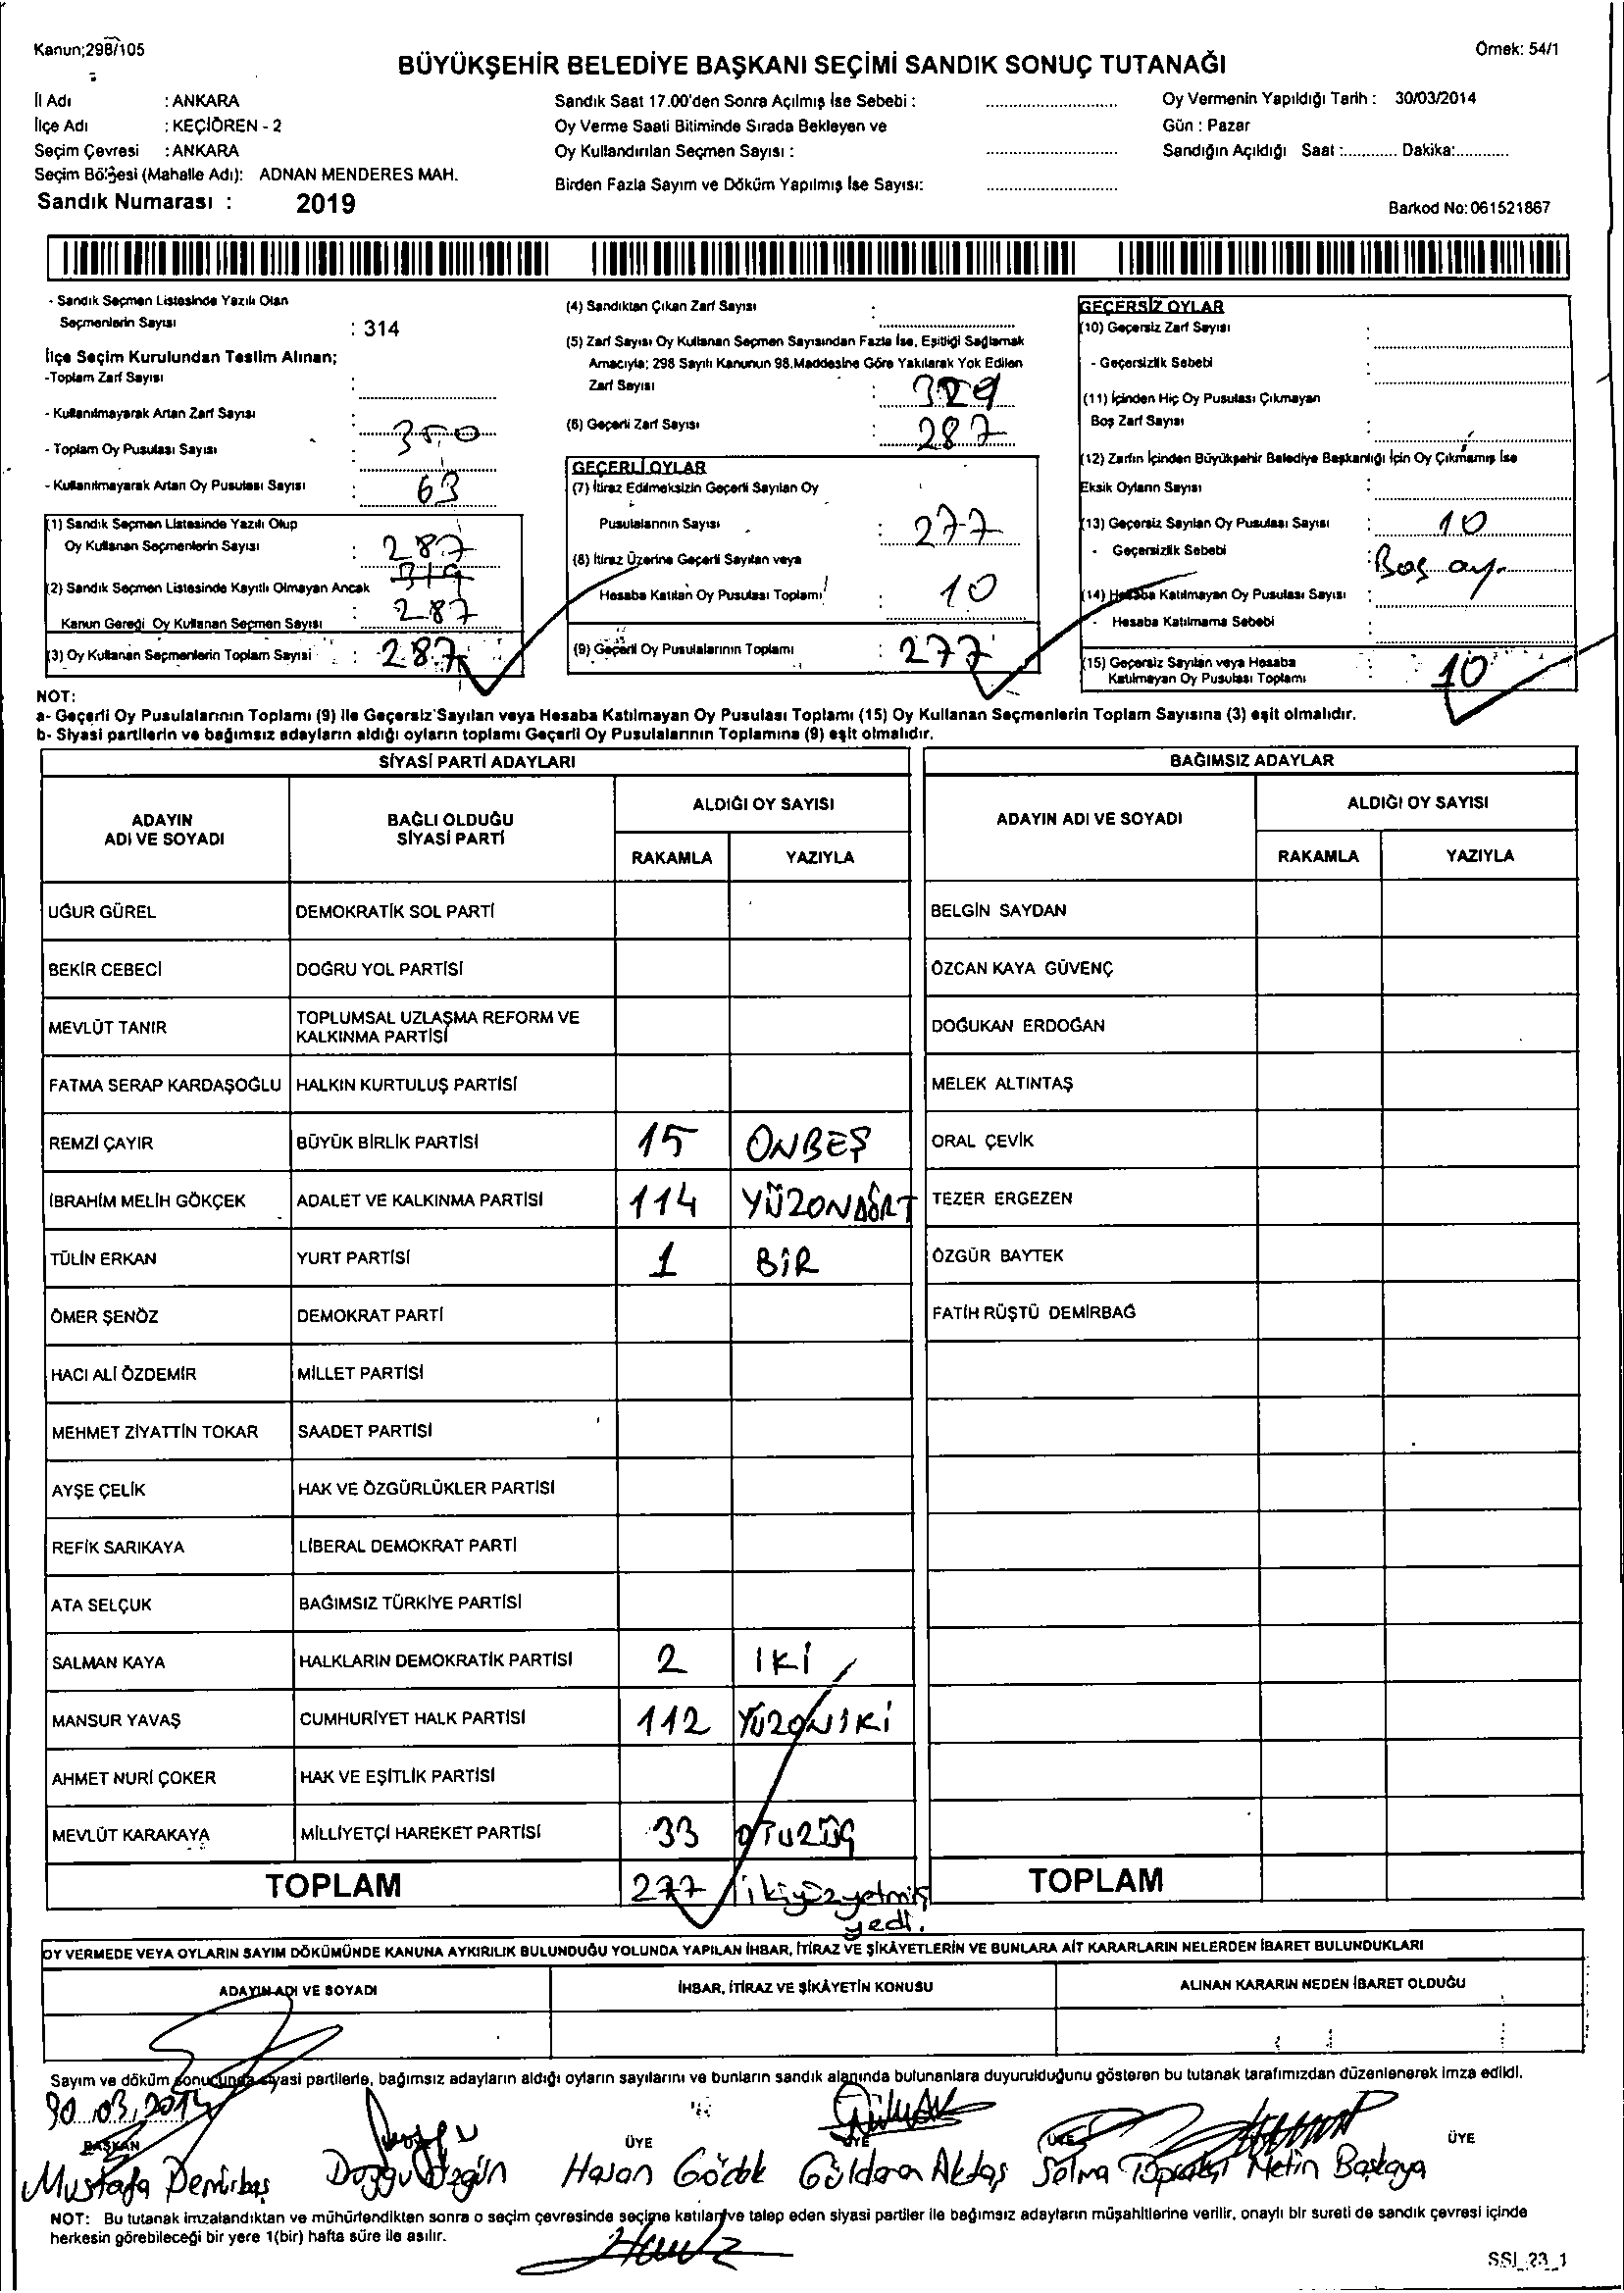 Kanun;298/105
Örnek: 54/1
BÜYÜKŞEHİR BELEDİYE BAŞKANI SEÇİMİ SANDIK SONUÇ TUTANAĞI
İl Adı : ANKARA
İlçe Adı : KEÇİÖREN - 2
Seçim Çevresi : ANKARA
Seçim Bölgesi (Mahalle Adı): ADNAN MENDERES MAH.
Sandık Numarası : 2019
Sandık Saat 17.00'den Sonra Açılmış İse Sebebi :
Oy Verme Saati Bitiminde Sırada Bekleyen ve
Oy Kullandırılan Seçmen Sayısı :
Birden Fazla Sayım ve Döküm Yapılmış İse Sayısı:
Oy Vermenin Yapıldığı Tarih : 30/03/2014
Gün : Pazar
Sandığın Açıldığı Saat :............ Dakika:............
Barkod No: 061521867
- Sandık Seçmen Listesinde Yazılı Olan
Seçmenlerin Sayısı : 314
İlçe Seçim Kurulundan Teslim Alınan;
-Toplam Zarf Sayısı :
- Kullanılmayarak Artan Zarf Sayısı :
- Toplam Oy Pusulası Sayısı : 350
- Kullanılmayarak Artan Oy Pusulası Sayısı : 63
(1) Sandık Seçmen Listesinde Yazılı Olup
Oy Kullanan Seçmenlerin Sayısı : 287
(2) Sandık Seçmen Listesinde Kayıtlı Olmayan Ancak
Kanun Gereği Oy Kullanan Seçmen Sayısı : 287
(3) Oy Kullanan Seçmenlerin Toplam Sayısı : 287
(4) Sandıktan Çıkan Zarf Sayısı :
(5) Zarf Sayısı Oy Kullanan Seçmen Sayısından Fazla İse, Eşitliği Sağlamak
Amacıyla; 298 Sayılı Kanunun 98.Maddesine Göre Yakılarak Yok Edilen
Zarf Sayısı :
(6) Geçerli Zarf Sayısı : 287
GEÇERLİ OYLAR
(7) İtiraz Edilmeksizin Geçerli Sayılan Oy
Pusulalarının Sayısı : 277
(8) İtiraz Üzerine Geçerli Sayılan veya
Hesaba Katılan Oy Pusulası Toplamı : 10
(9) Geçerli Oy Pusulalarının Toplamı : 277
GEÇERSİZ OYLAR
(10) Geçersiz Zarf Sayısı :
- Geçersizlik Sebebi :
(11) İçinden Hiç Oy Pusulası Çıkmayan
Boş Zarf Sayısı :
(12) Zarfın İçinden Büyükşehir Belediye Başkanlığı İçin Oy Çıkmamış İse
Eksik Oyların Sayısı :
(13) Geçersiz Sayılan Oy Pusulası Sayısı : 10
- Geçersizlik Sebebi : Boş oy.
(14) Hesaba Katılmayan Oy Pusulası Sayısı :
- Hesaba Katılmama Sebebi :
(15) Geçersiz Sayılan veya Hesaba
Katılmayan Oy Pusulası Toplamı : 10
NOT:
a- Geçerli Oy Pusulalarının Toplamı (9) ile Geçersiz Sayılan veya Hesaba Katılmayan Oy Pusulası Toplamı (15) Oy Kullanan Seçmenlerin Toplam Sayısına (3) eşit olmalıdır.
b- Siyasi partilerin ve bağımsız adayların aldığı oyların toplamı Geçerli Oy Pusulalarının Toplamına (9) eşit olmalıdır.
SİYASİ PARTİ ADAYLARI
ADAYIN ADI VE SOYADI
BAĞLI OLDUĞU SİYASİ PARTİ
ALDIĞI OY SAYISI
RAKAMLA YAZIYLA
UĞUR GÜREL DEMOKRATİK SOL PARTİ
BEKİR CEBECİ DOĞRU YOL PARTİSİ
MEVLÜT TANIR TOPLUMSAL UZLAŞMA REFORM VE KALKINMA PARTİSİ
FATMA SERAP KARDAŞOĞLU HALKIN KURTULUŞ PARTİSİ
REMZİ ÇAYIR BÜYÜK BİRLİK PARTİSİ 15 ONBEŞ
İBRAHİM MELİH GÖKÇEK ADALET VE KALKINMA PARTİSİ 114 YÜZONDÖRT
TÜLİN ERKAN YURT PARTİSİ 1 BİR
ÖMER ŞENÖZ DEMOKRAT PARTİ
HACI ALİ ÖZDEMİR MİLLET PARTİSİ
MEHMET ZİYATTİN TOKAR SAADET PARTİSİ
AYŞE ÇELİK HAK VE ÖZGÜRLÜKLER PARTİSİ
REFİK SARIKAYA LİBERAL DEMOKRAT PARTİ
ATA SELÇUK BAĞIMSIZ TÜRKİYE PARTİSİ
SALMAN KAYA HALKLARIN DEMOKRATİK PARTİSİ 2 İKİ
MANSUR YAVAŞ CUMHURİYET HALK PARTİSİ 112 YÜZONİKİ
AHMET NURİ ÇOKER HAK VE EŞİTLİK PARTİSİ
MEVLÜT KARAKAYA MİLLİYETÇİ HAREKET PARTİSİ 33 OTUZÜÇ
TOPLAM 277 ikiyüzyetmiş
yedi.
BAĞIMSIZ ADAYLAR
ADAYIN ADI VE SOYADI
ALDIĞI OY SAYISI
RAKAMLA YAZIYLA
BELGİN SAYDAN
ÖZCAN KAYA GÜVENÇ
DOĞUKAN ERDOĞAN
MELEK ALTINTAŞ
ORAL ÇEVİK
TEZER ERGEZEN
ÖZGÜR BAYTEK
FATİH RÜŞTÜ DEMİRBAĞ
TOPLAM
OY VERMEDE VEYA OYLARIN SAYIM DÖKÜMÜNDE KANUNA AYKIRILIK BULUNDUĞU YOLUNDA YAPILAN İHBAR, İTİRAZ VE ŞİKÂYETLERİN VE BUNLARA AİT KARARLARIN NELERDEN İBARET BULUNDUKLARI
ADAYIN ADI VE SOYADI
İHBAR, İTİRAZ VE ŞİKÂYETİN KONUSU
ALINAN KARARIN NEDEN İBARET OLDUĞU
Sayım ve döküm sonucunda siyasi partilerle, bağımsız adayların aldığı oyların sayılarını ve bunların sandık alanında bulunanlara duyurulduğunu gösteren bu tutanak tarafımızdan düzenlenerek imza edildi.
30.03.2014
BAŞKAN ÜYE ÜYE ÜYE ÜYE
Mustafa Demirbaş Duygu Özgün Hasan Göcek Güldane Aktaş Selma Toprakçı Metin Başkaya
NOT: Bu tutanak imzalandıktan ve mühürlendikten sonra o seçim çevresinde seçime katılan ve talep eden siyasi partiler ile bağımsız adayların müşahitlerine verilir, onaylı bir sureti de sandık çevresi içinde
herkesin görebileceği bir yere 1(bir) hafta süre ile asılır.
SSI_23_1